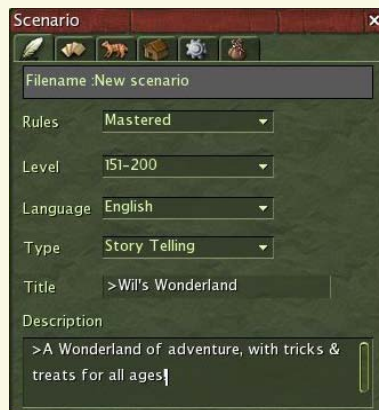 Scenario
Filename :New scenario
Rules Mastered
Level 151-200
Language English
Type Story Telling
Title >Wil's Wonderland
Description
>A Wonderland of adventure, with tricks &
treats for all ages!